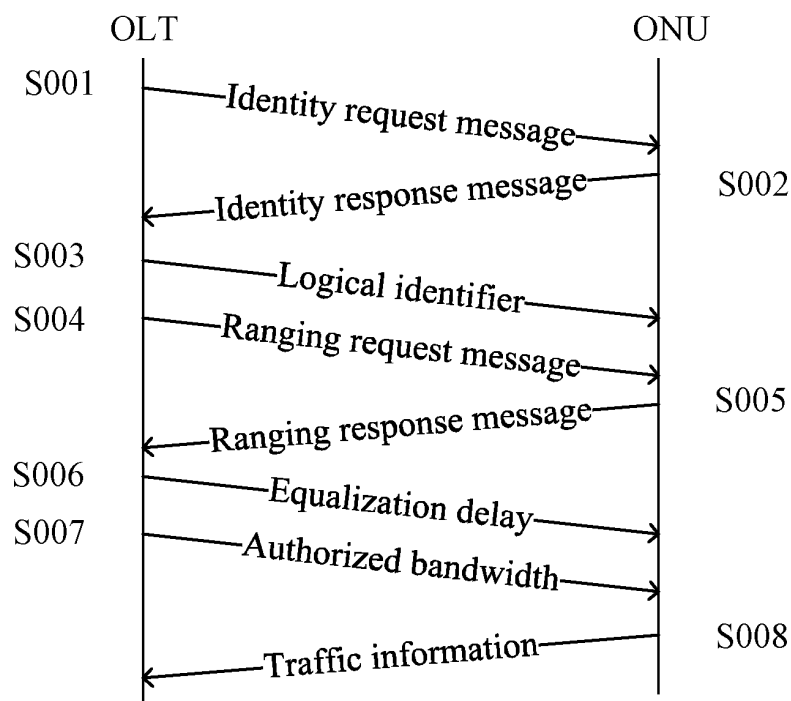 OLT
ONU
S001
Identity request message
Identity response message
S002
S003
Logical identifier
S004
Ranging request message
Ranging response message
S005
S006
Equalization delay
S007
Authorized bandwidth
Traffic information
S008